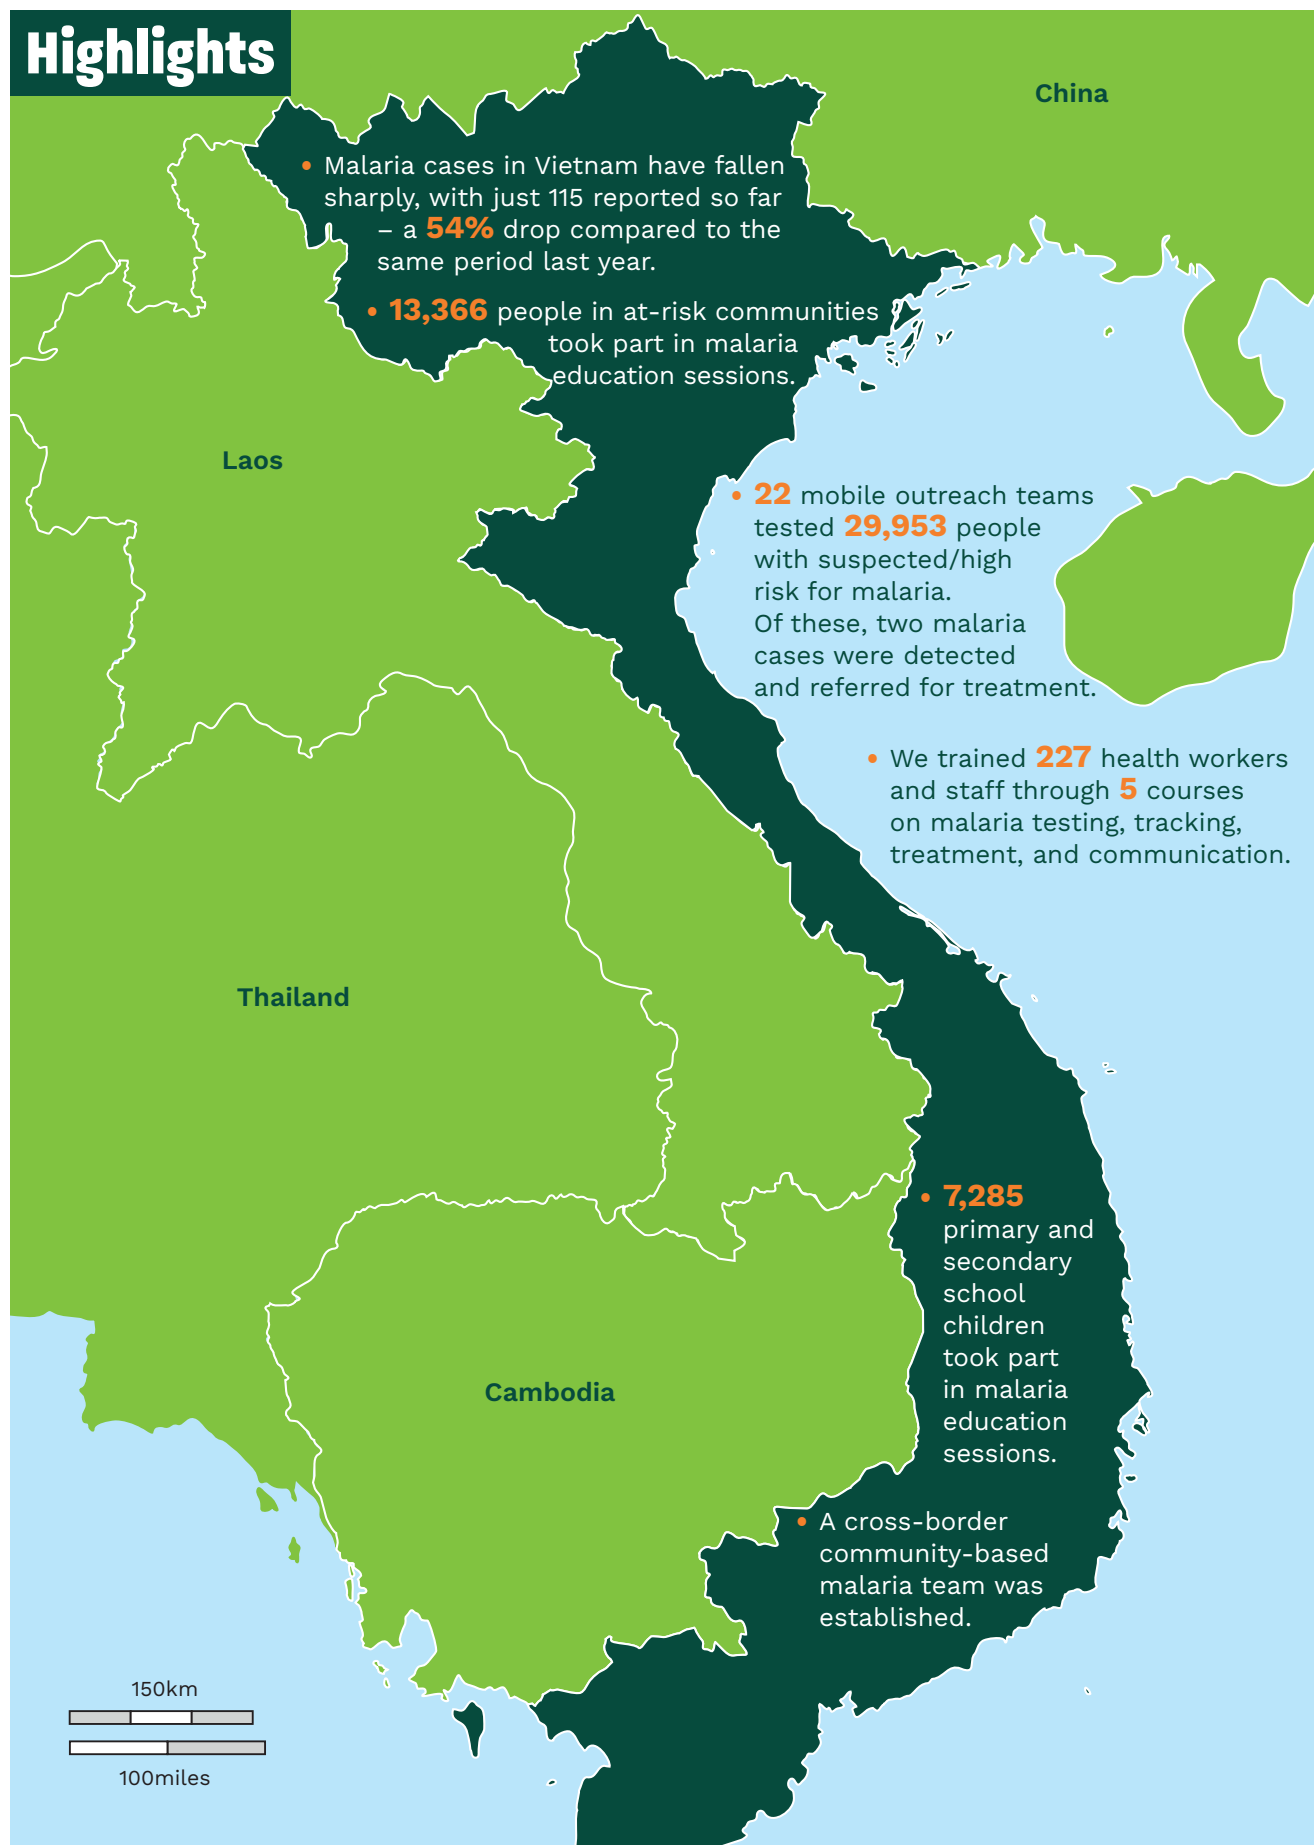 Highlights
China
• Malaria cases in Vietnam have fallen
sharply, with just 115 reported so far
– a 54% drop compared to the
same period last year.
• 13,366 people in at-risk communities
took part in malaria
education sessions.
Laos
• 22 mobile outreach teams
tested 29,953 people
with suspected/high
risk for malaria.
Of these, two malaria
cases were detected
and referred for treatment.
• We trained 227 health workers
and staff through 5 courses
on malaria testing, tracking,
treatment, and communication.
Thailand
• 7,285
primary and
secondary
school
children
took part
in malaria
education
sessions.
Cambodia
• A cross-border
community-based
malaria team was
established.
150km
100miles